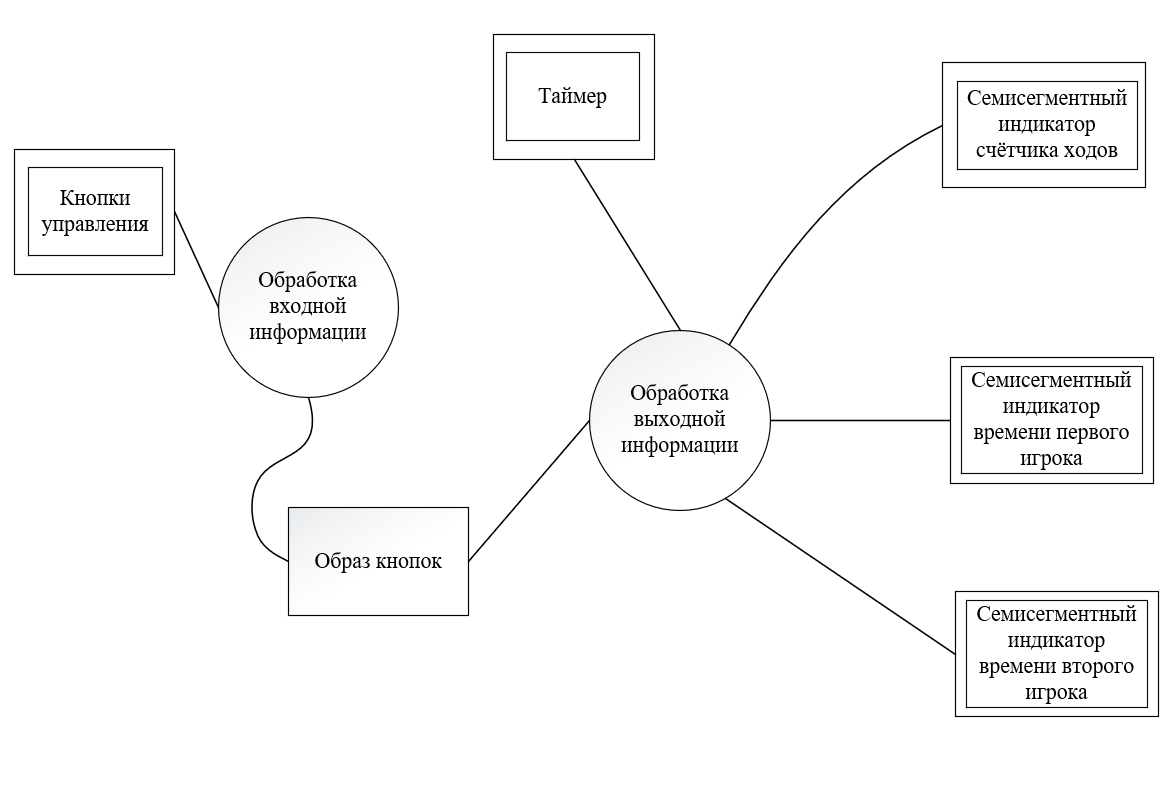 Таймер
Семисегментный
индикатор
счётчика ходов
Кнопки
управления
Обработка
входной
информации
Обработка
выходной
информации
Семисегментный
индикатор
времени первого
игрока
Образ кнопок
Семисегментный
индикатор
времени второго
игрока